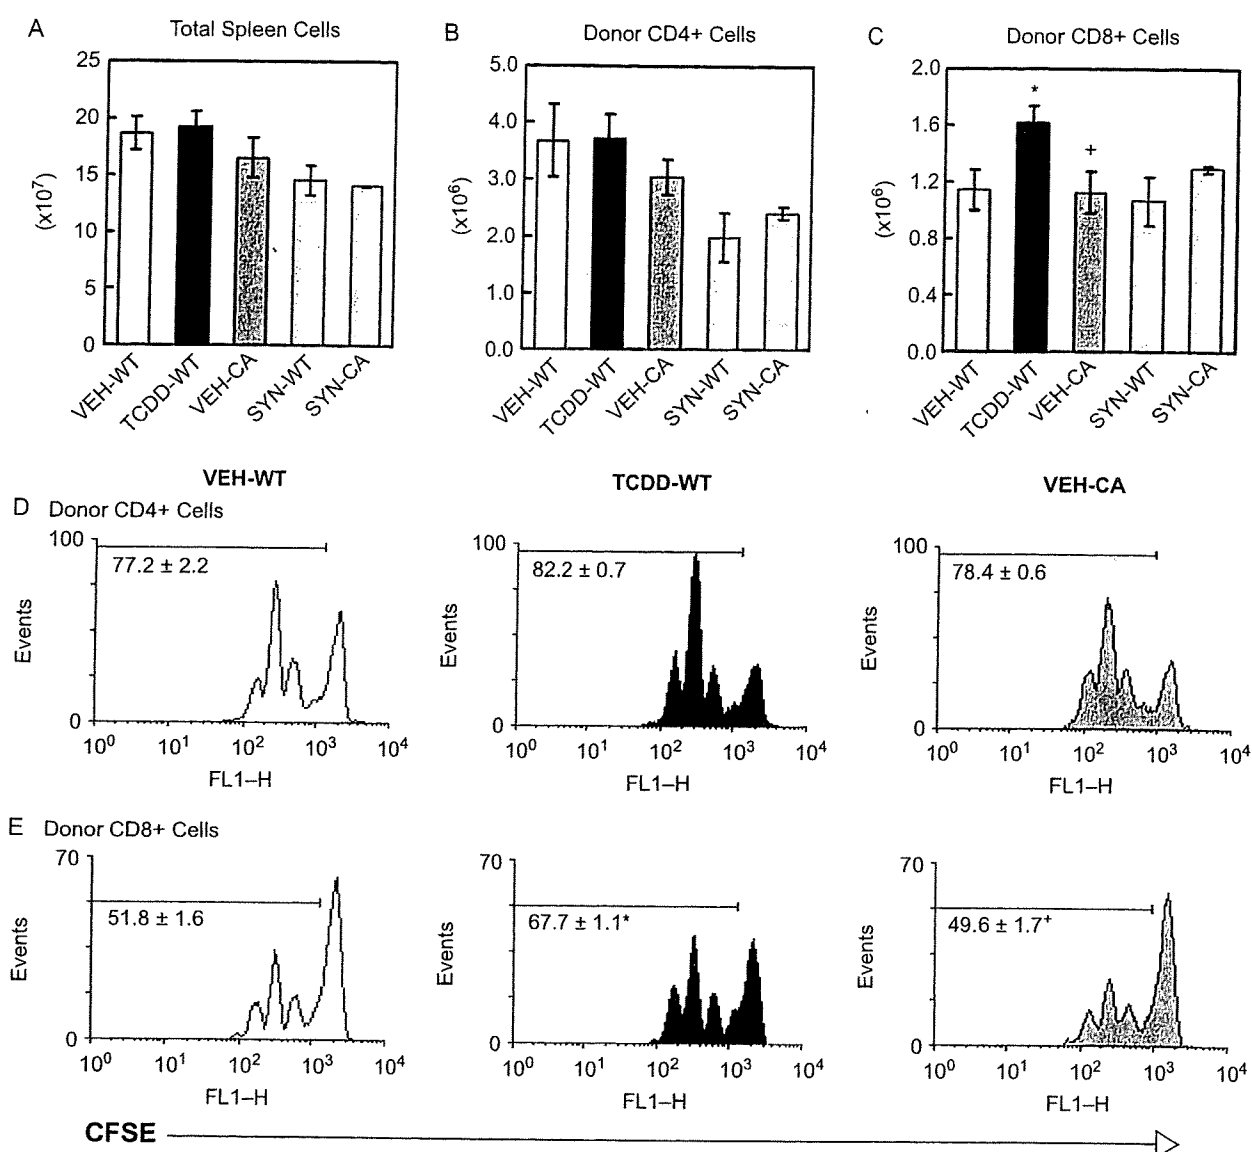 A Total Spleen Cells
25
20
15
10
5
0
(x10⁷)
VEH-WT
TCDD-WT
VEH-CA
SYN-WT
SYN-CA
B Donor CD4+ Cells
5.0
4.0
3.0
2.0
1.0
0.0
(x10⁶)
VEH-WT
TCDD-WT
VEH-CA
SYN-WT
SYN-CA
C Donor CD8+ Cells
2.0
1.6
1.2
0.8
0.4
0.0
(x10⁶)
*
+
VEH-WT
TCDD-WT
VEH-CA
SYN-WT
SYN-CA
VEH-WT TCDD-WT VEH-CA
D Donor CD4+ Cells
100
77.2 ± 2.2
Events
0
10⁰ 10¹ 10² 10³ 10⁴
FL1–H
100
82.2 ± 0.7
Events
0
10⁰ 10¹ 10² 10³ 10⁴
FL1–H
100
78.4 ± 0.6
Events
0
10⁰ 10¹ 10² 10³ 10⁴
FL1–H
E Donor CD8+ Cells
70
51.8 ± 1.6
Events
0
10⁰ 10¹ 10² 10³ 10⁴
FL1–H
70
67.7 ± 1.1*
Events
0
10⁰ 10¹ 10² 10³ 10⁴
FL1–H
70
49.6 ± 1.7⁺
Events
0
10⁰ 10¹ 10² 10³ 10⁴
FL1–H
CFSE